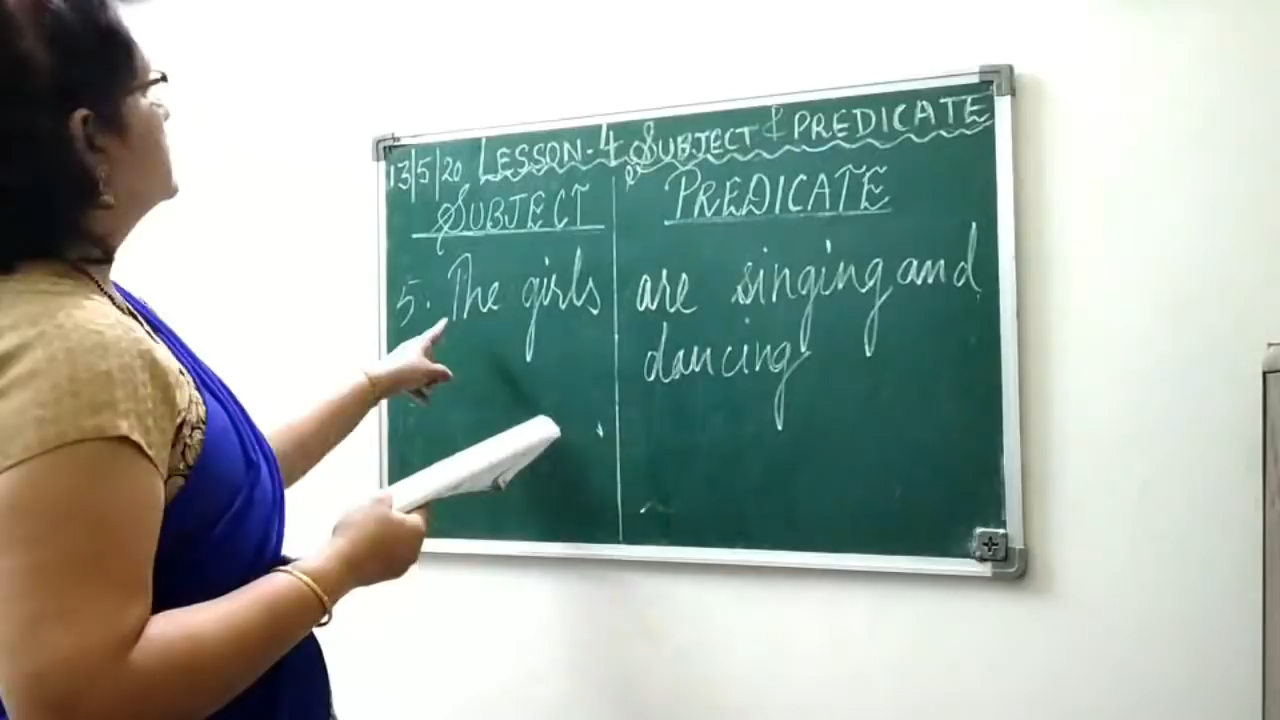 13/5/20 LESSON-4 SUBJECT & PREDICATE
SUBJECT PREDICATE
5. The girls are singing and
dancing